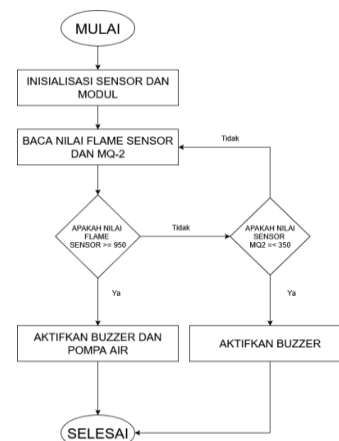 MULAI
INISIALISASI SENSOR DAN
MODUL
BACA NILAI FLAME SENSOR
DAN MQ-2
Tidak
APAKAH NILAI
FLAME
SENSOR >= 950
Tidak
APAKAH NILAI
SENSOR
MQ2 =< 350
Ya
Ya
AKTIFKAN BUZZER DAN
POMPA AIR
AKTIFKAN BUZZER
SELESAI